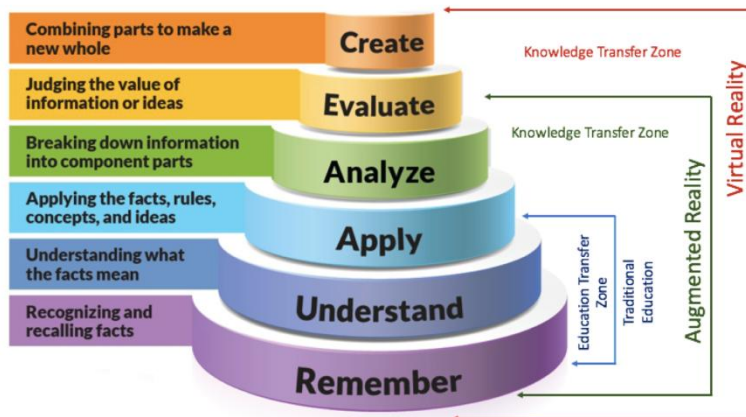 Combining parts to make a
new whole
Create
Knowledge Transfer Zone
Judging the value of
information or ideas
Evaluate
Knowledge Transfer Zone
Breaking down information
into component parts
Analyze
Applying the facts, rules,
concepts, and ideas
Apply
Understanding what
the facts mean
Understand
Recognizing and
recalling facts
Remember
Education Transfer
Zone
Traditional
Education
Augmented Reality
Virtual Reality